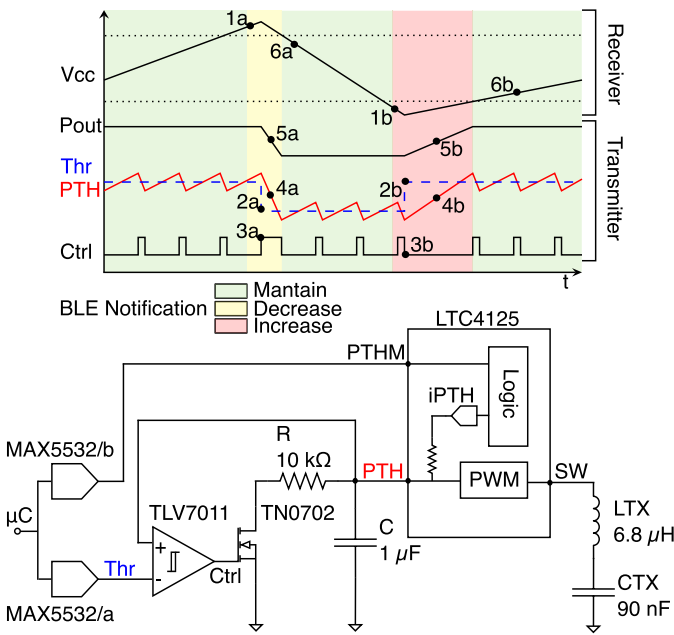 1a
6a
Vcc
6b
1b
Receiver
Pout
5a
5b
Thr
PTH
2a
4a
2b
4b
3a
3b
Ctrl
Transmitter
t
BLE Notification
Mantain
Decrease
Increase
LTC4125
PTHM
iPTH
Logic
R
10 kΩ
PTH
PWM
SW
MAX5532/b
µC
TLV7011
TN0702
+
-
Thr
Ctrl
C
1 µF
LTX
6.8 µH
CTX
90 nF
MAX5532/a